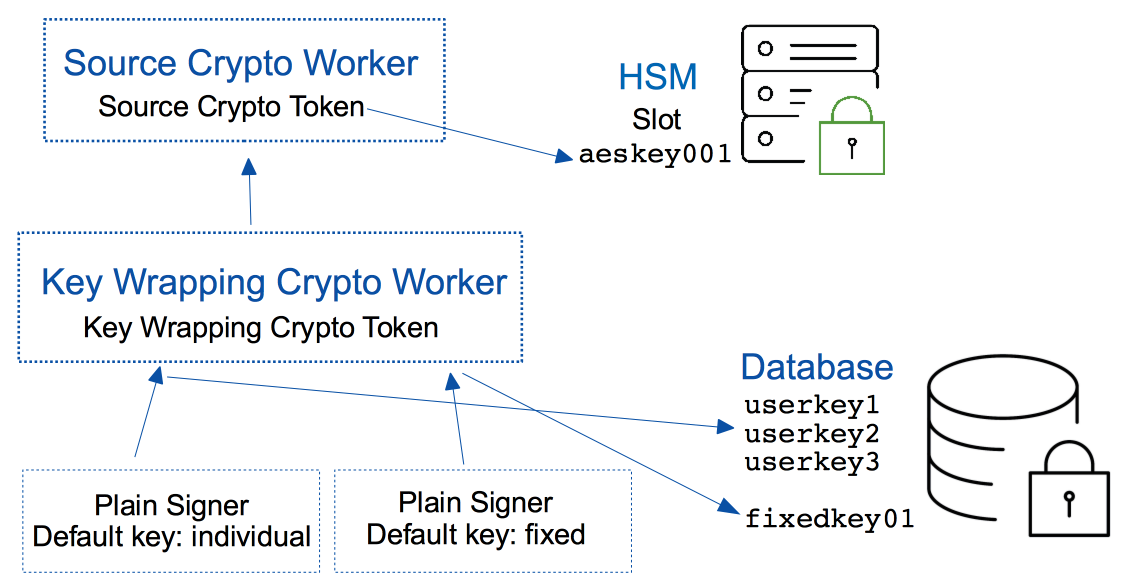 Source Crypto Worker
Source Crypto Token
HSM
Slot
aeskey001
Key Wrapping Crypto Worker
Key Wrapping Crypto Token
Database
userkey1
userkey2
userkey3
fixedkey01
Plain Signer
Default key: individual
Plain Signer
Default key: fixed